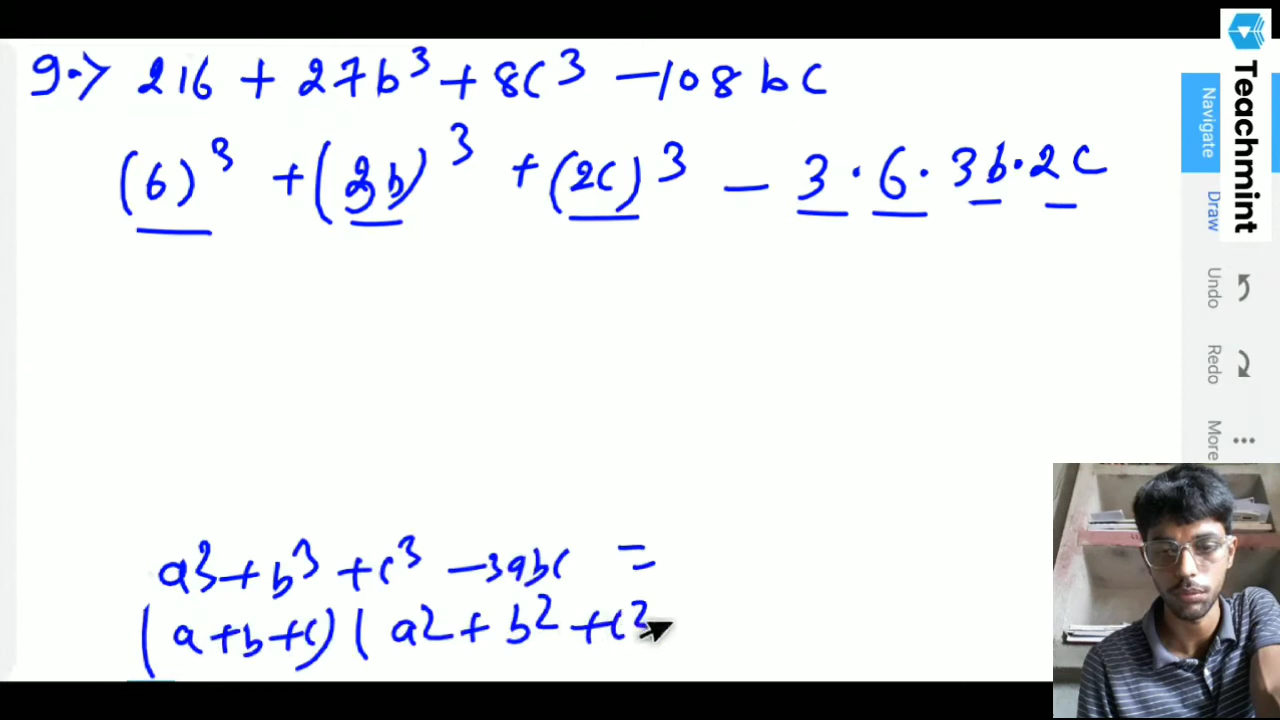 9.> 216 + 27b³ + 8c³ - 108bc
(6)³ + (3b)³ + (2c)³ - 3·6·3b·2c
a³ + b³ + c³ - 3abc =
(a+b+c) (a2 + b2 + c2
Teachmint
Navigate
Draw
Undo
Redo
More